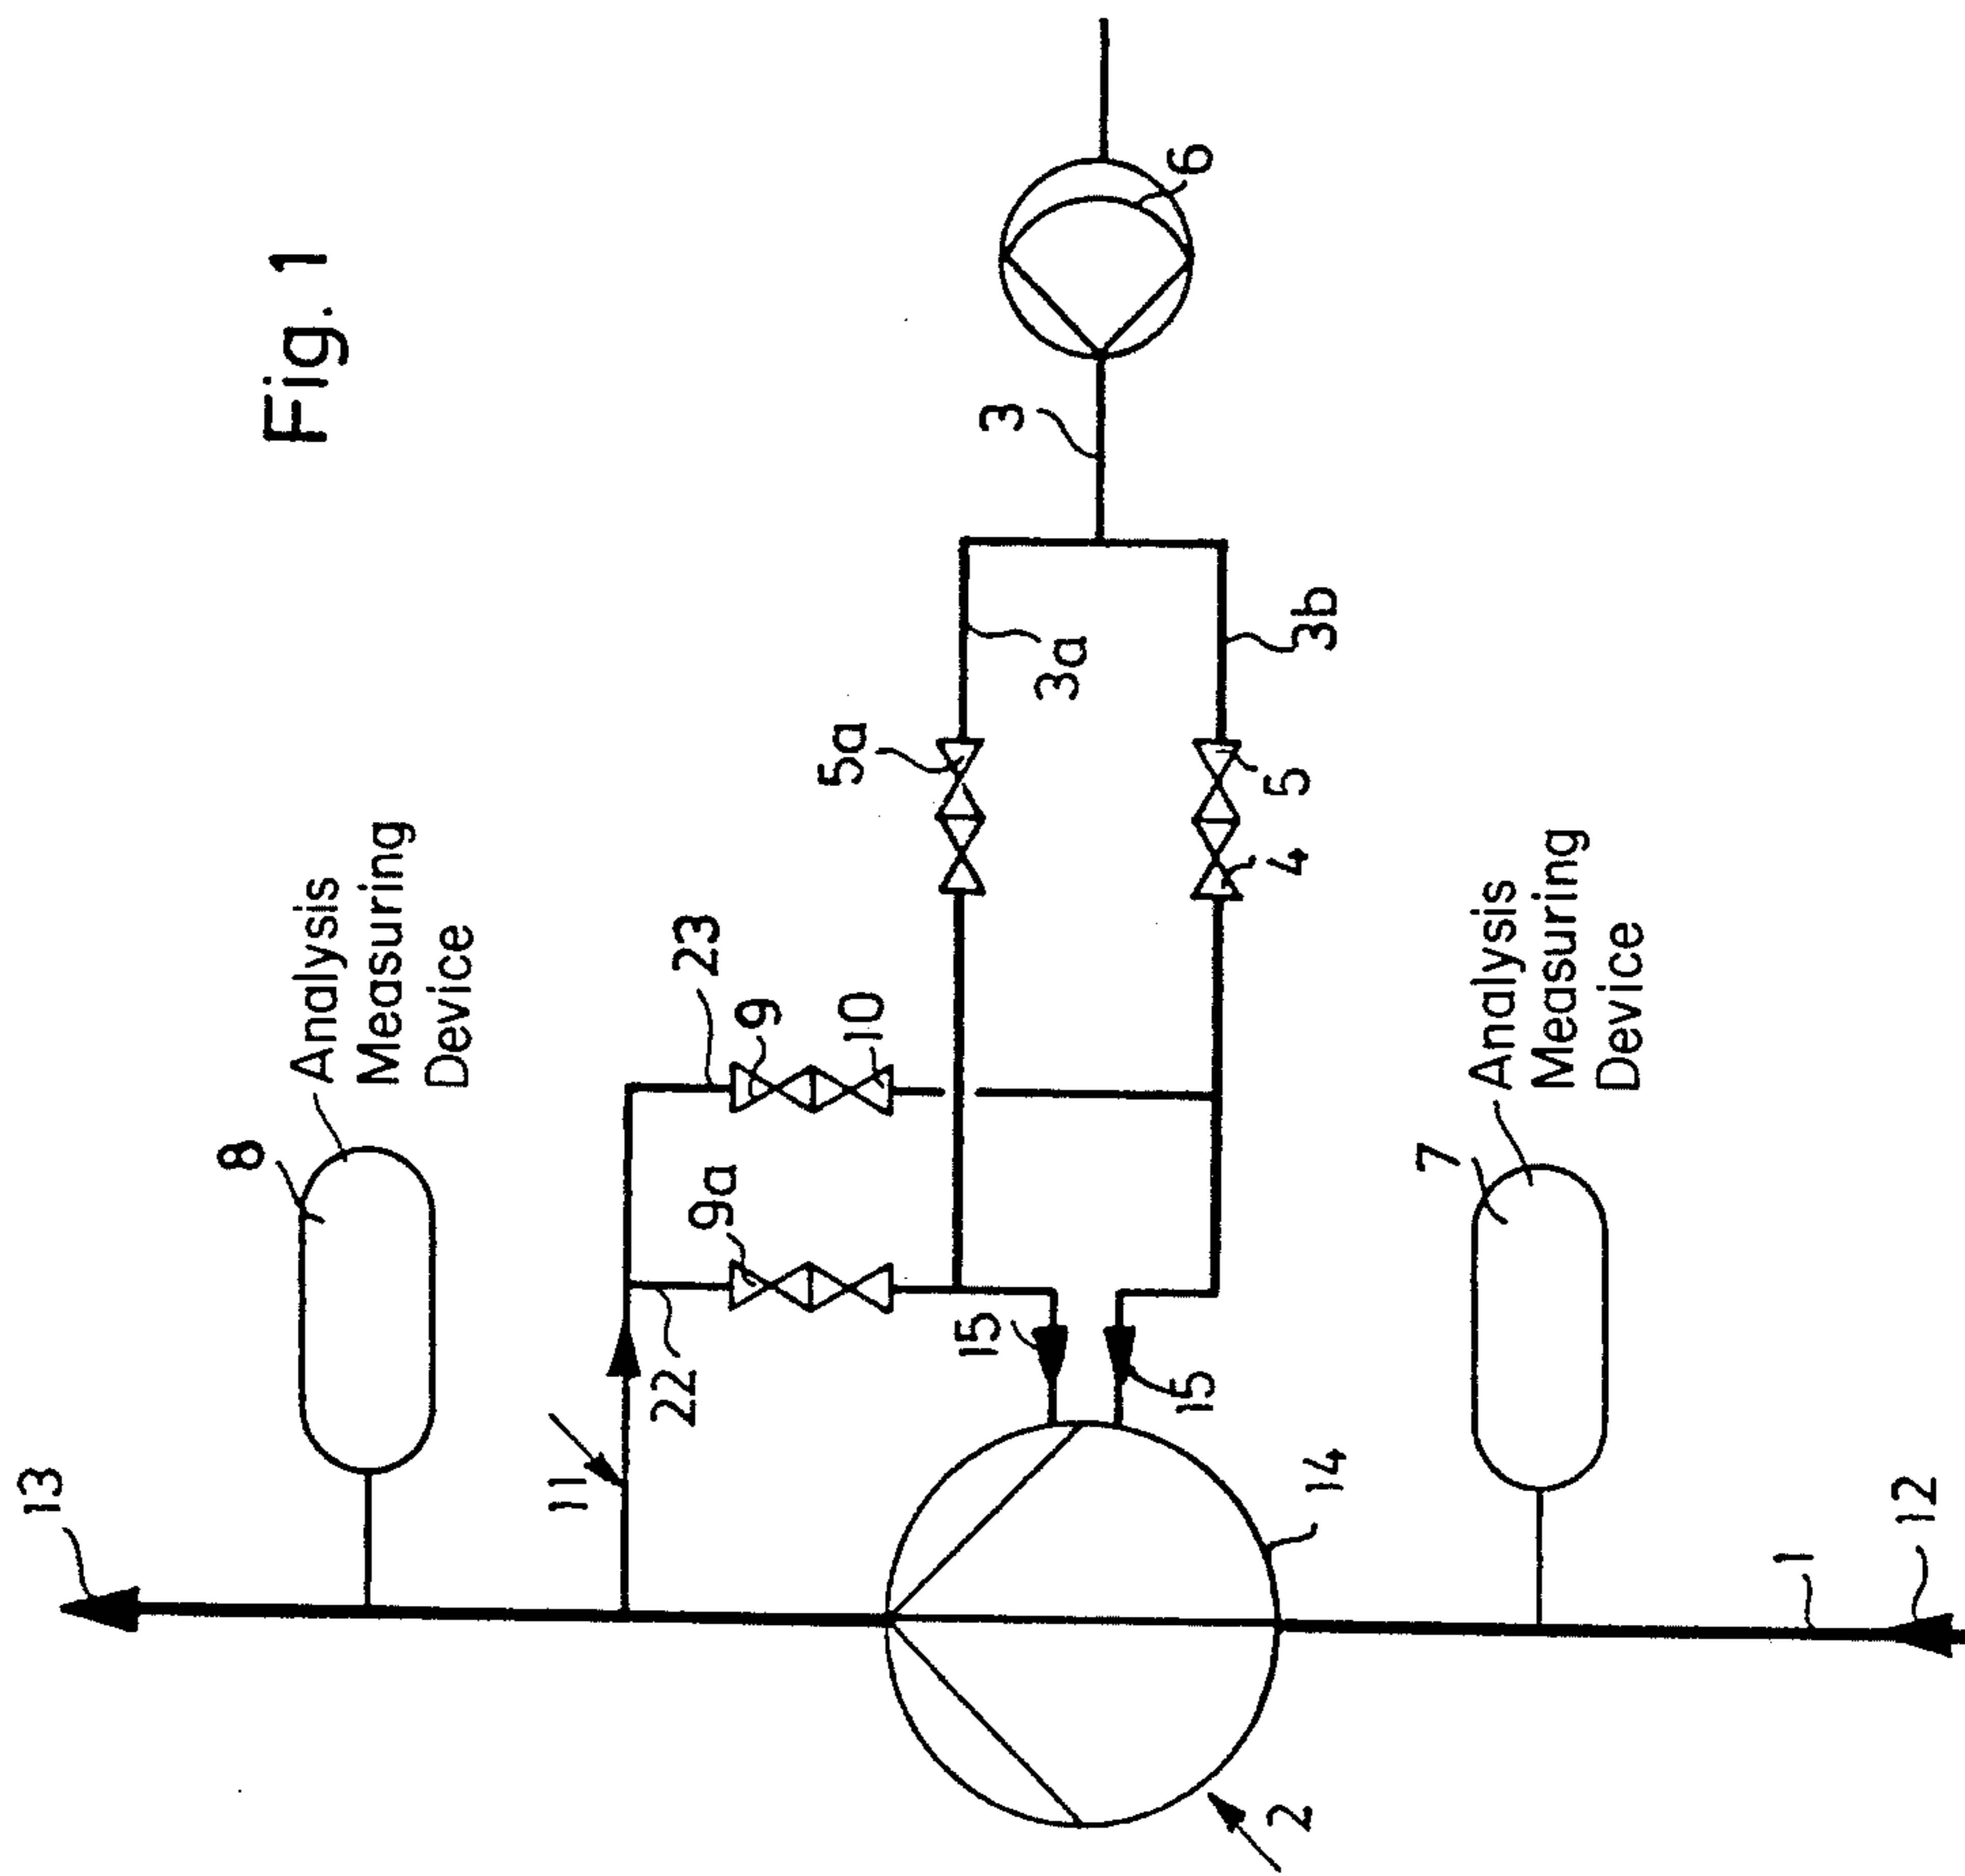 Fig. 1
13
8
Analysis
Measuring
Device
11
22
9a
23
9
10
5a
3a
3
6
3b
5
4
15
15
14
2
7
Analysis
Measuring
Device
1
12